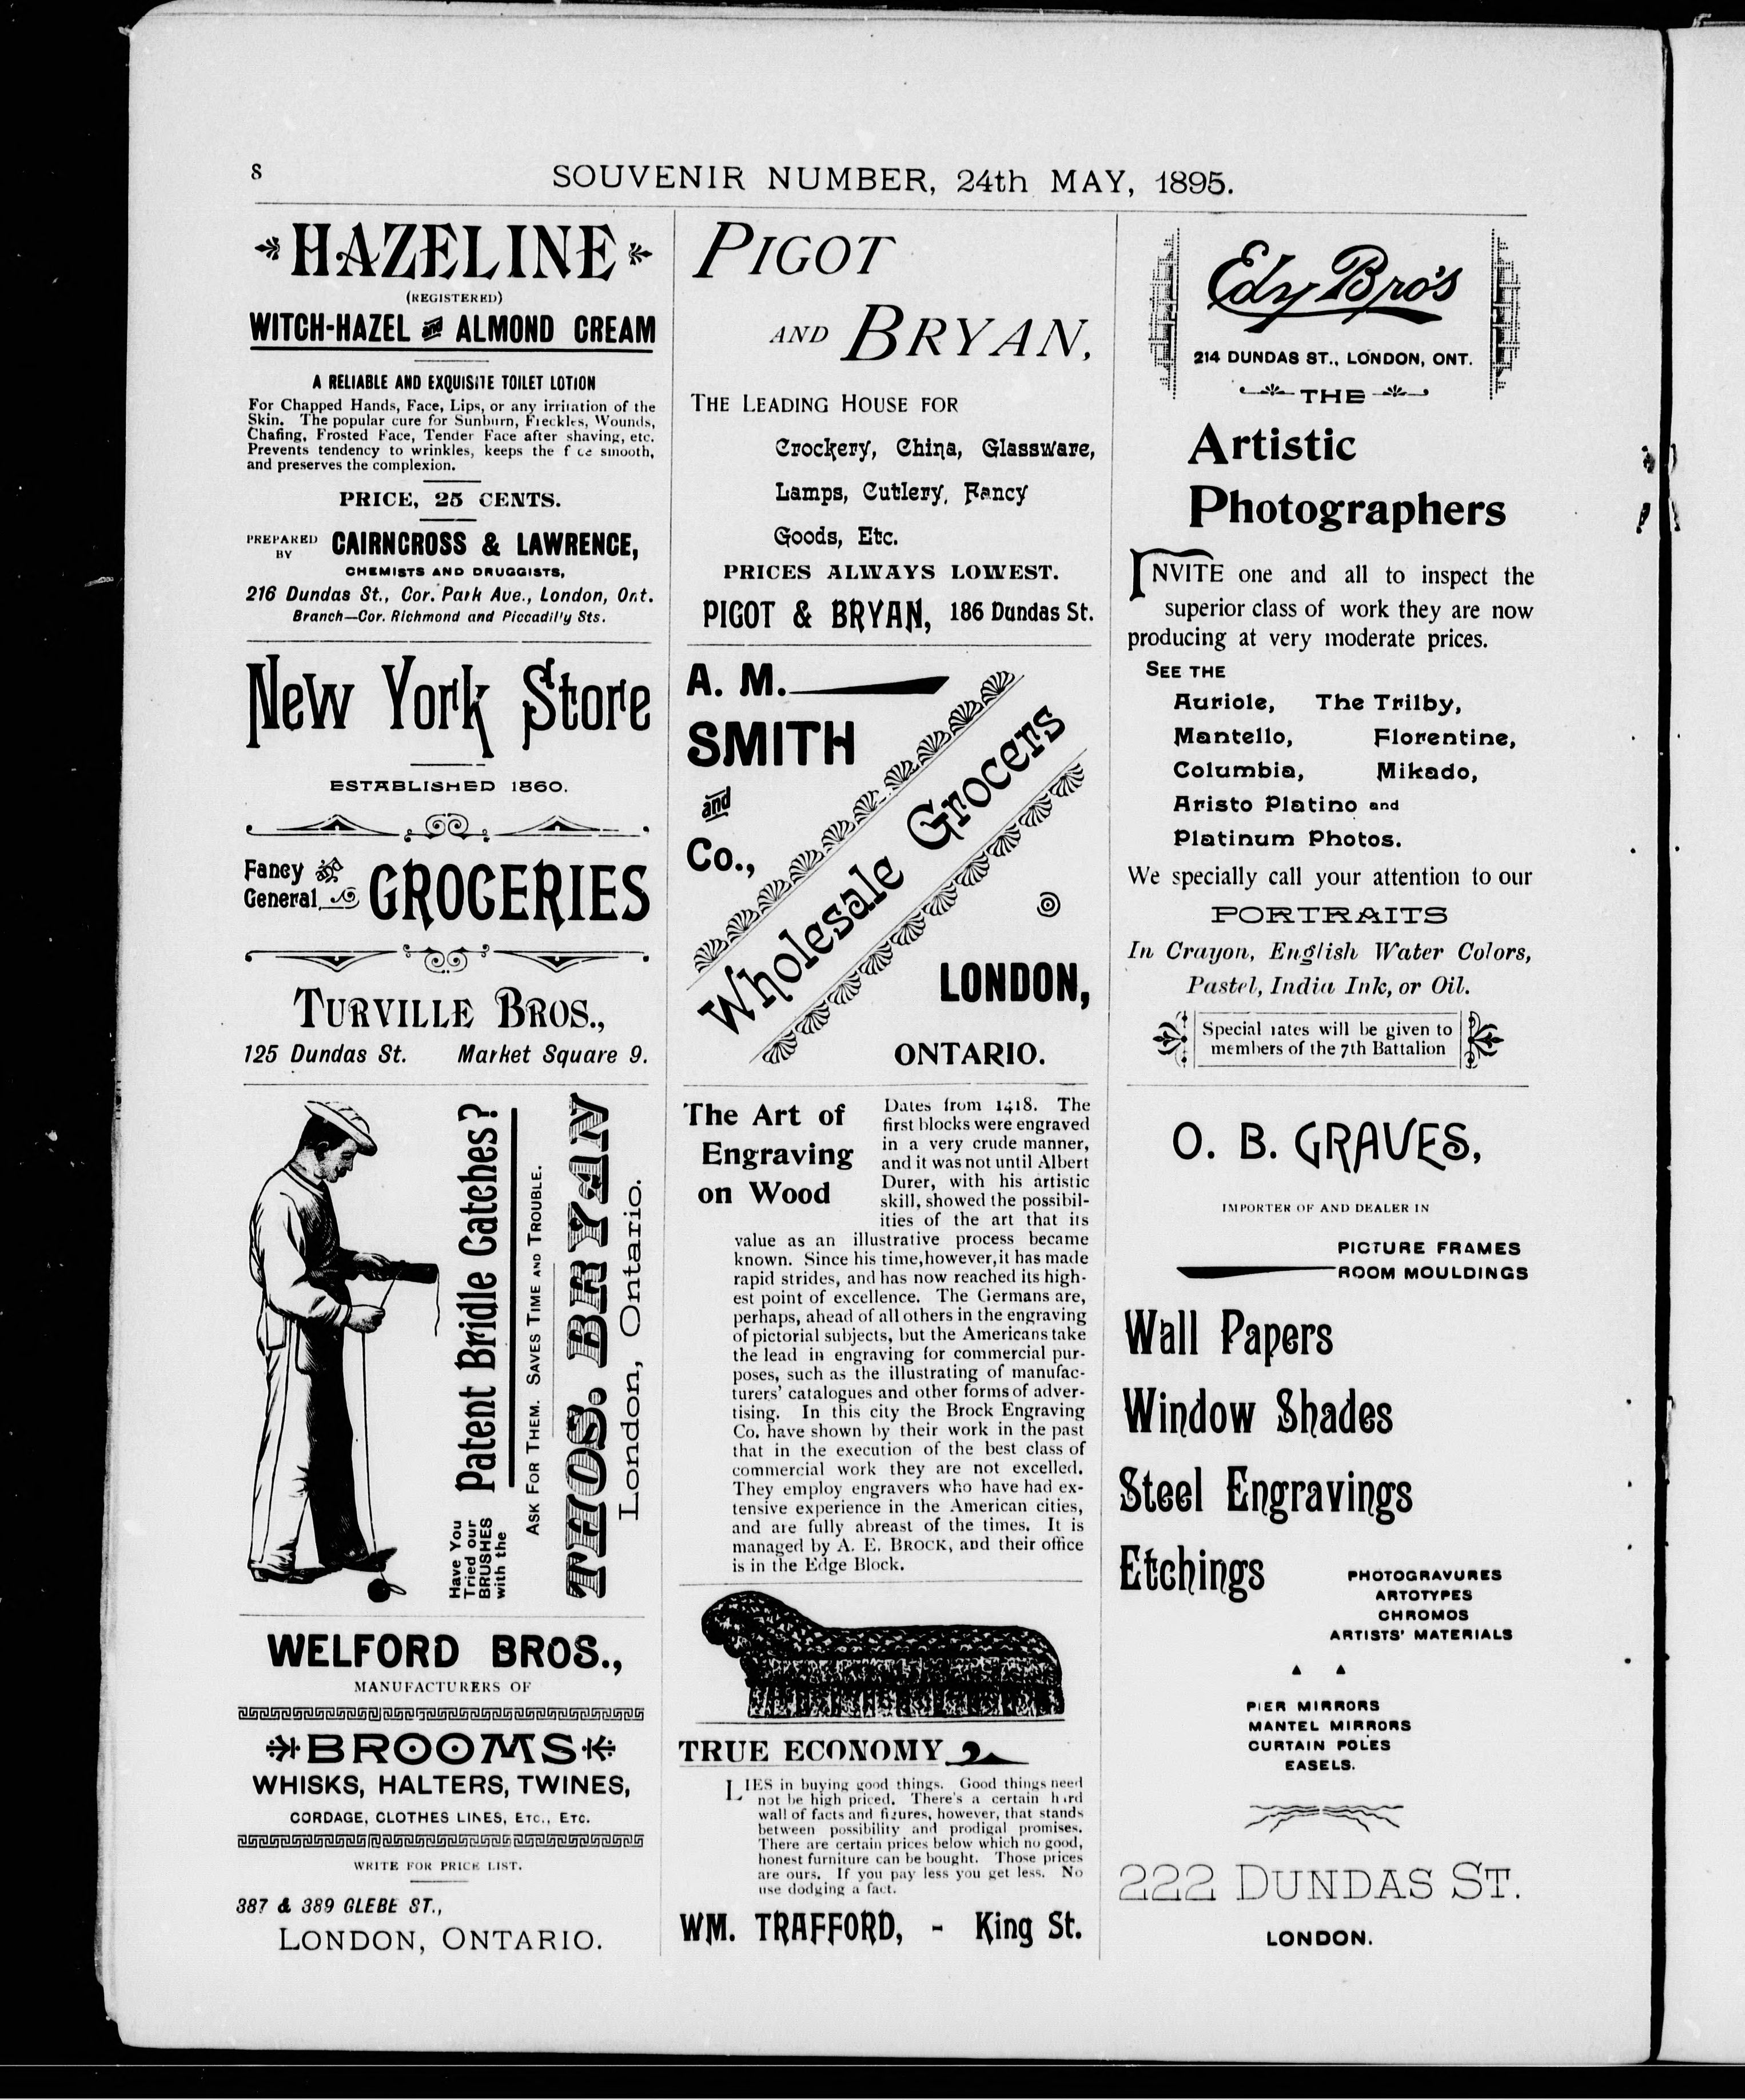 8
SOUVENIR NUMBER, 24th MAY, 1895.
HAZELINE
(REGISTERED)
WITCH-HAZEL and ALMOND CREAM
A RELIABLE AND EXQUISITE TOILET LOTION
For Chapped Hands, Face, Lips, or any irritation of the
Skin. The popular cure for Sunburn, Freckles, Wounds,
Chafing, Frosted Face, Tender Face after shaving, etc.
Prevents tendency to wrinkles, keeps the f ce smooth,
and preserves the complexion.
PRICE, 25 CENTS.
PREPARED BY CAIRNCROSS & LAWRENCE,
CHEMISTS AND DRUGGISTS,
216 Dundas St., Cor. Park Ave., London, Ont.
Branch—Cor. Richmond and Piccadilly Sts.
New York Store
ESTABLISHED 1860.
Fancy and
General
GROCERIES
TURVILLE BROS.,
125 Dundas St. Market Square 9.
Have You
Tried our
BRUSHES
with the
Patent Bridle Catches?
ASK FOR THEM. SAVES TIME AND TROUBLE.
THOS. BRYAN
London, Ontario.
WELFORD BROS.,
MANUFACTURERS OF
BROOMS
WHISKS, HALTERS, TWINES,
CORDAGE, CLOTHES LINES, ETC., ETC.
WRITE FOR PRICE LIST.
387 & 389 GLEBE ST.,
LONDON, ONTARIO.
PIGOT
AND BRYAN,
THE LEADING HOUSE FOR
Crockery, China, Glassware,
Lamps, Cutlery, Fancy
Goods, Etc.
PRICES ALWAYS LOWEST.
PIGOT & BRYAN, 186 Dundas St.
A. M.
SMITH
and
Co.,
Wholesale Grocers
LONDON,
ONTARIO.
The Art of
Engraving
on Wood
Dates from 1418. The
first blocks were engraved
in a very crude manner,
and it was not until Albert
Durer, with his artistic
skill, showed the possibil-
ities of the art that its
value as an illustrative process became
known. Since his time, however, it has made
rapid strides, and has now reached its high-
est point of excellence. The Germans are,
perhaps, ahead of all others in the engraving
of pictorial subjects, but the Americans take
the lead in engraving for commercial pur-
poses, such as the illustrating of manufac-
turers' catalogues and other forms of adver-
tising. In this city the Brock Engraving
Co. have shown by their work in the past
that in the execution of the best class of
commercial work they are not excelled.
They employ engravers who have had ex-
tensive experience in the American cities,
and are fully abreast of the times. It is
managed by A. E. BROCK, and their office
is in the Edge Block.
TRUE ECONOMY
LIES in buying good things. Good things need
not be high priced. There's a certain hard
wall of facts and figures, however, that stands
between possibility and prodigal promises.
There are certain prices below which no good,
honest furniture can be bought. Those prices
are ours. If you pay less you get less. No
use dodging a fact.
WM. TRAFFORD, - King St.
Edy Bro's
214 DUNDAS ST., LONDON, ONT.
THE
Artistic
Photographers
INVITE one and all to inspect the
superior class of work they are now
producing at very moderate prices.
SEE THE
Auriole, The Trilby,
Mantello, Florentine,
Columbia, Mikado,
Aristo Platino and
Platinum Photos.
We specially call your attention to our
PORTRAITS
In Crayon, English Water Colors,
Pastel, India Ink, or Oil.
Special rates will be given to
members of the 7th Battalion
O. B. GRAVES,
IMPORTER OF AND DEALER IN
PICTURE FRAMES
ROOM MOULDINGS
Wall Papers
Window Shades
Steel Engravings
Etchings
PHOTOGRAVURES
ARTOTYPES
CHROMOS
ARTISTS' MATERIALS
PIER MIRRORS
MANTEL MIRRORS
CURTAIN POLES
EASELS.
222 DUNDAS ST.
LONDON.